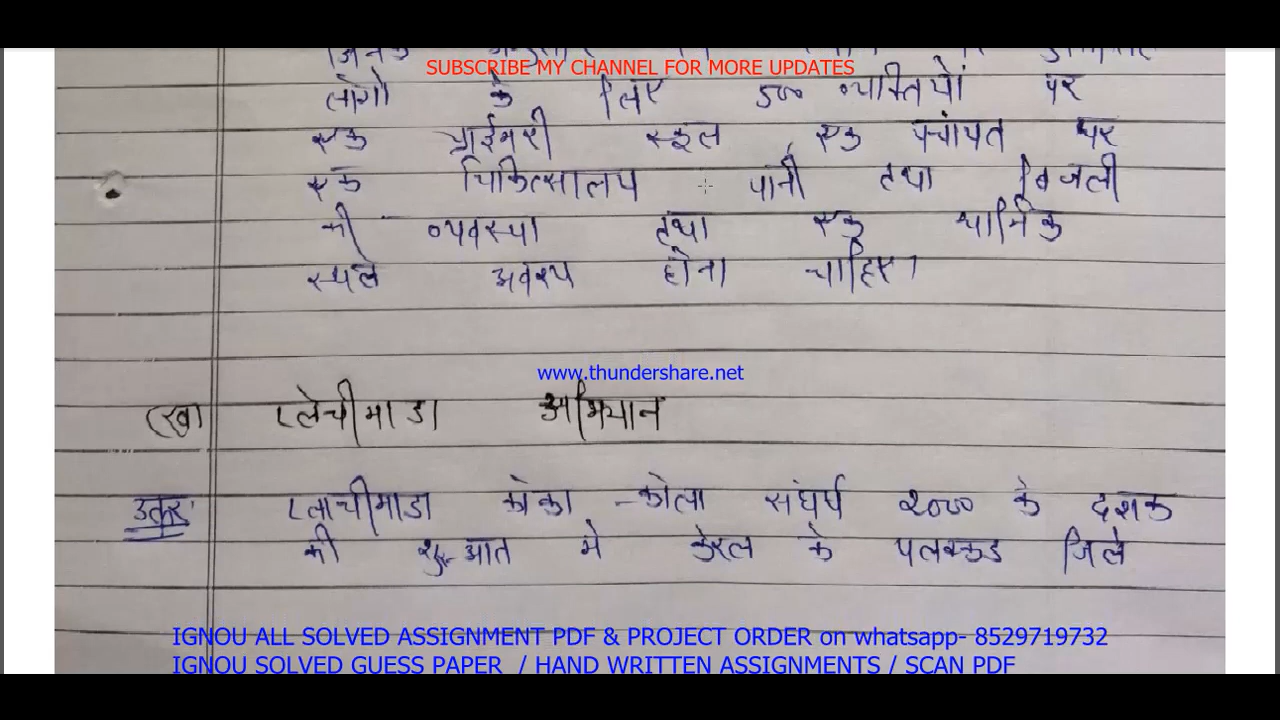 SUBSCRIBE MY CHANNEL FOR MORE UPDATES
लोगो के लिए 500 व्यक्तियों पर
एक प्राईमरी स्कूल एक पचांयत पर
एक चिकित्सालय पानी तथा बिजली
की व्यवस्था तथा एक धार्मिक
स्थल अवश्य होना चाहिए।
www.thundershare.net
(ख) प्लेचीमाडा अभियान
उत्तर प्लाचीमाडा कोका-कोला संघर्ष 2000 के दशक
की शुरूआत मे केरल के पलक्कड जिले
IGNOU ALL SOLVED ASSIGNMENT PDF & PROJECT ORDER on whatsapp- 8529719732
IGNOU SOLVED GUESS PAPER / HAND WRITTEN ASSIGNMENTS / SCAN PDF